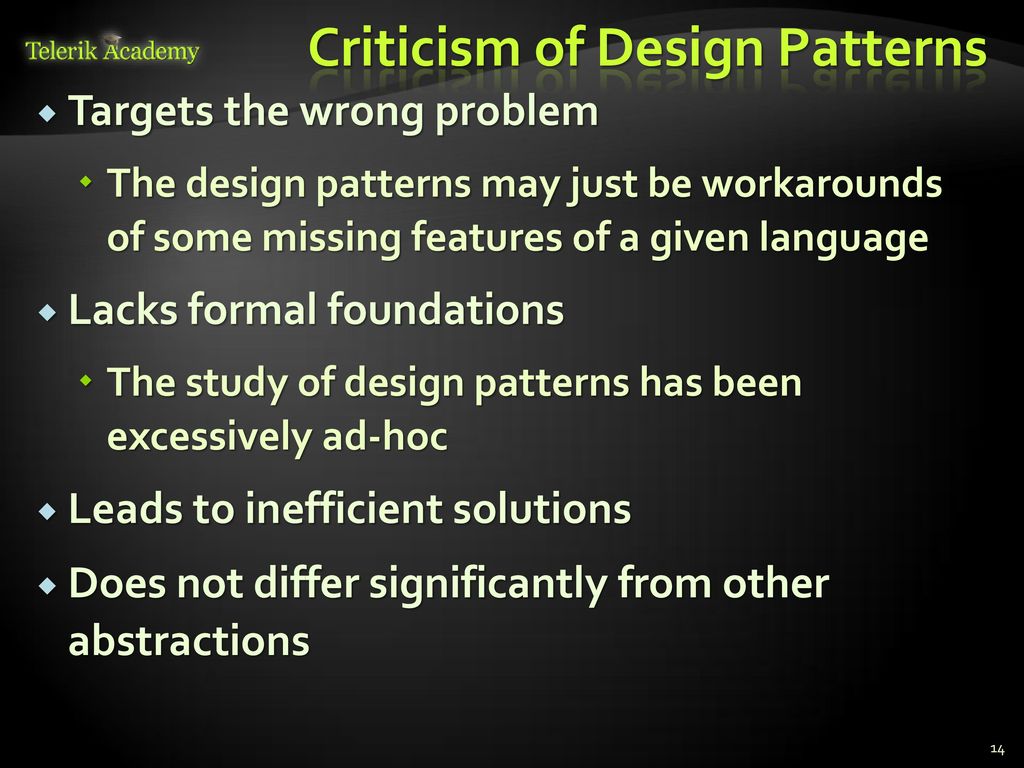 Telerik Academy
Criticism of Design Patterns
Targets the wrong problem
The design patterns may just be workarounds
of some missing features of a given language
Lacks formal foundations
The study of design patterns has been
excessively ad-hoc
Leads to inefficient solutions
Does not differ significantly from other
abstractions
14